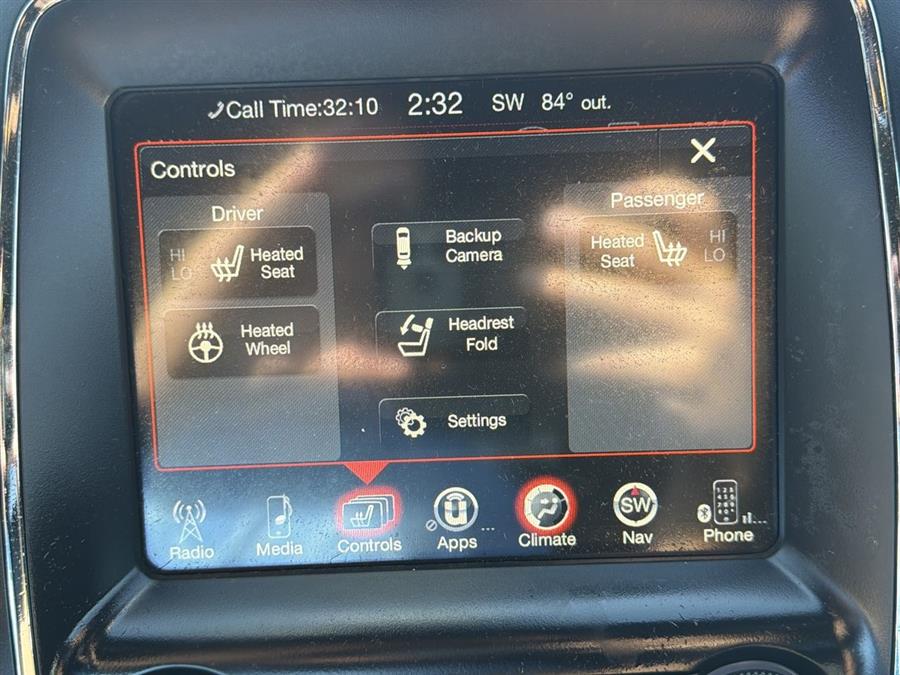 Call Time:32:10 2:32 SW 84° out.
Controls
Driver
Passenger
HI
LO
Heated
Seat
Backup
Camera
Heated
Seat
HI
LO
Heated
Wheel
Headrest
Fold
Settings
SW
Radio
Media
Controls
Apps
...
Climate
Nav
Phone